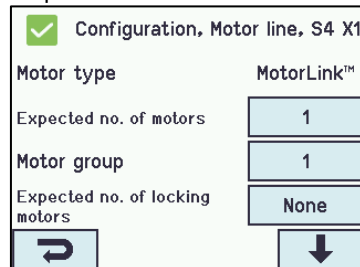 Configuration, Motor line, S4 X1
Motor type MotorLink™
Expected no. of motors 1
Motor group 1
Expected no. of locking
motors None